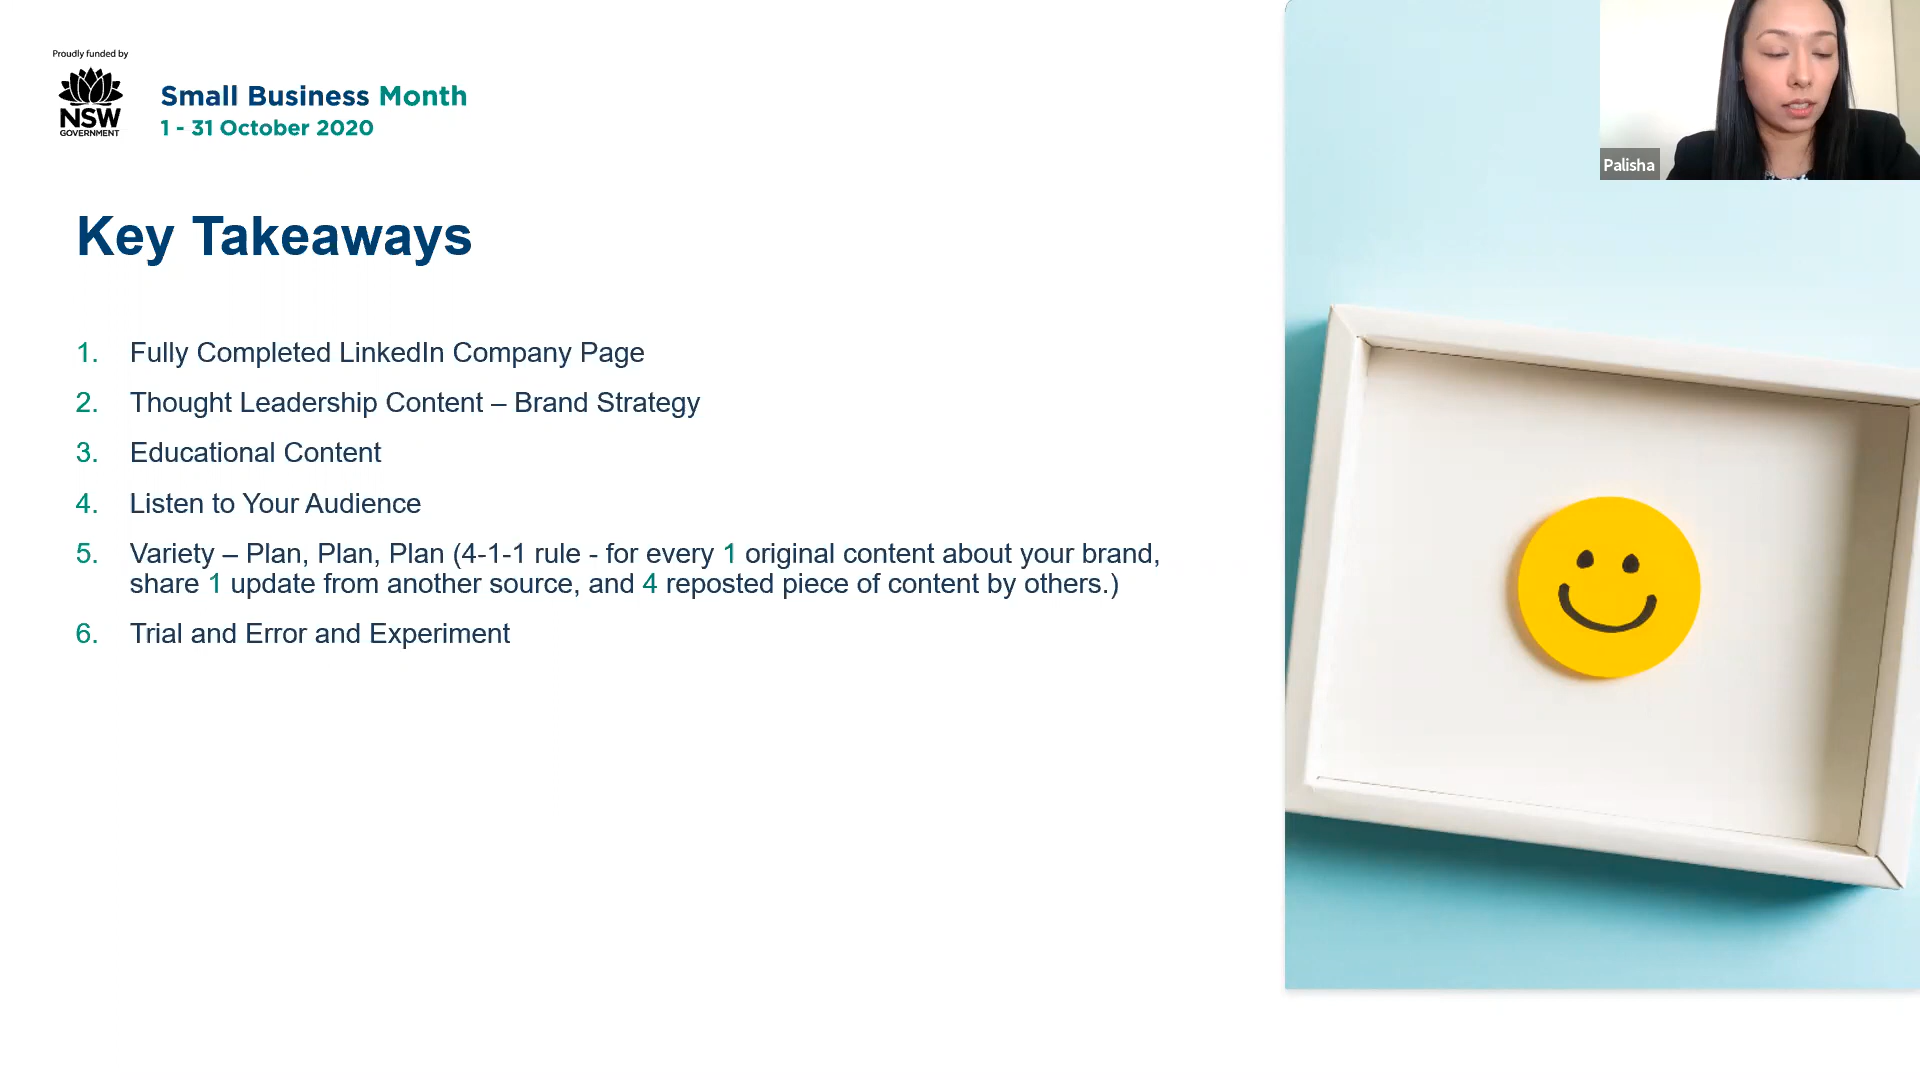 Proudly funded by
NSW
GOVERNMENT
Small Business Month
1 - 31 October 2020
Palisha
Key Takeaways
1. Fully Completed LinkedIn Company Page
2. Thought Leadership Content – Brand Strategy
3. Educational Content
4. Listen to Your Audience
5. Variety – Plan, Plan, Plan (4-1-1 rule - for every 1 original content about your brand,
share 1 update from another source, and 4 reposted piece of content by others.)
6. Trial and Error and Experiment